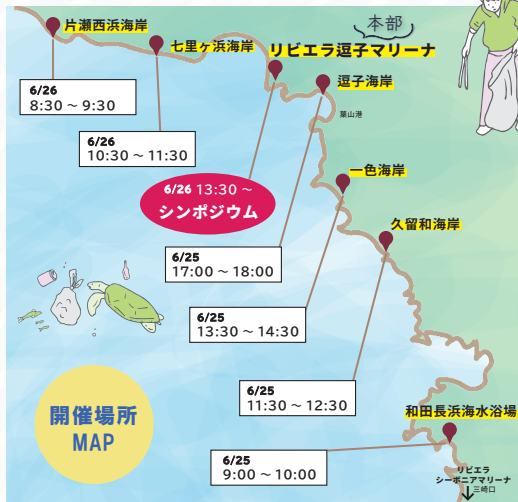 片瀬西浜海岸
七里ヶ浜海岸
本部
リビエラ逗子マリーナ
逗子海岸
葉山港
6/26
8:30 ～ 9:30
6/26
10:30 ～ 11:30
一色海岸
6/26 13:30 ～
シンポジウム
久留和海岸
6/25
17:00 ～ 18:00
6/25
13:30 ～ 14:30
6/25
11:30 ～ 12:30
開催場所
MAP
和田長浜海水浴場
6/25
9:00 ～ 10:00
リビエラ
シーボニアマリーナ
三崎口